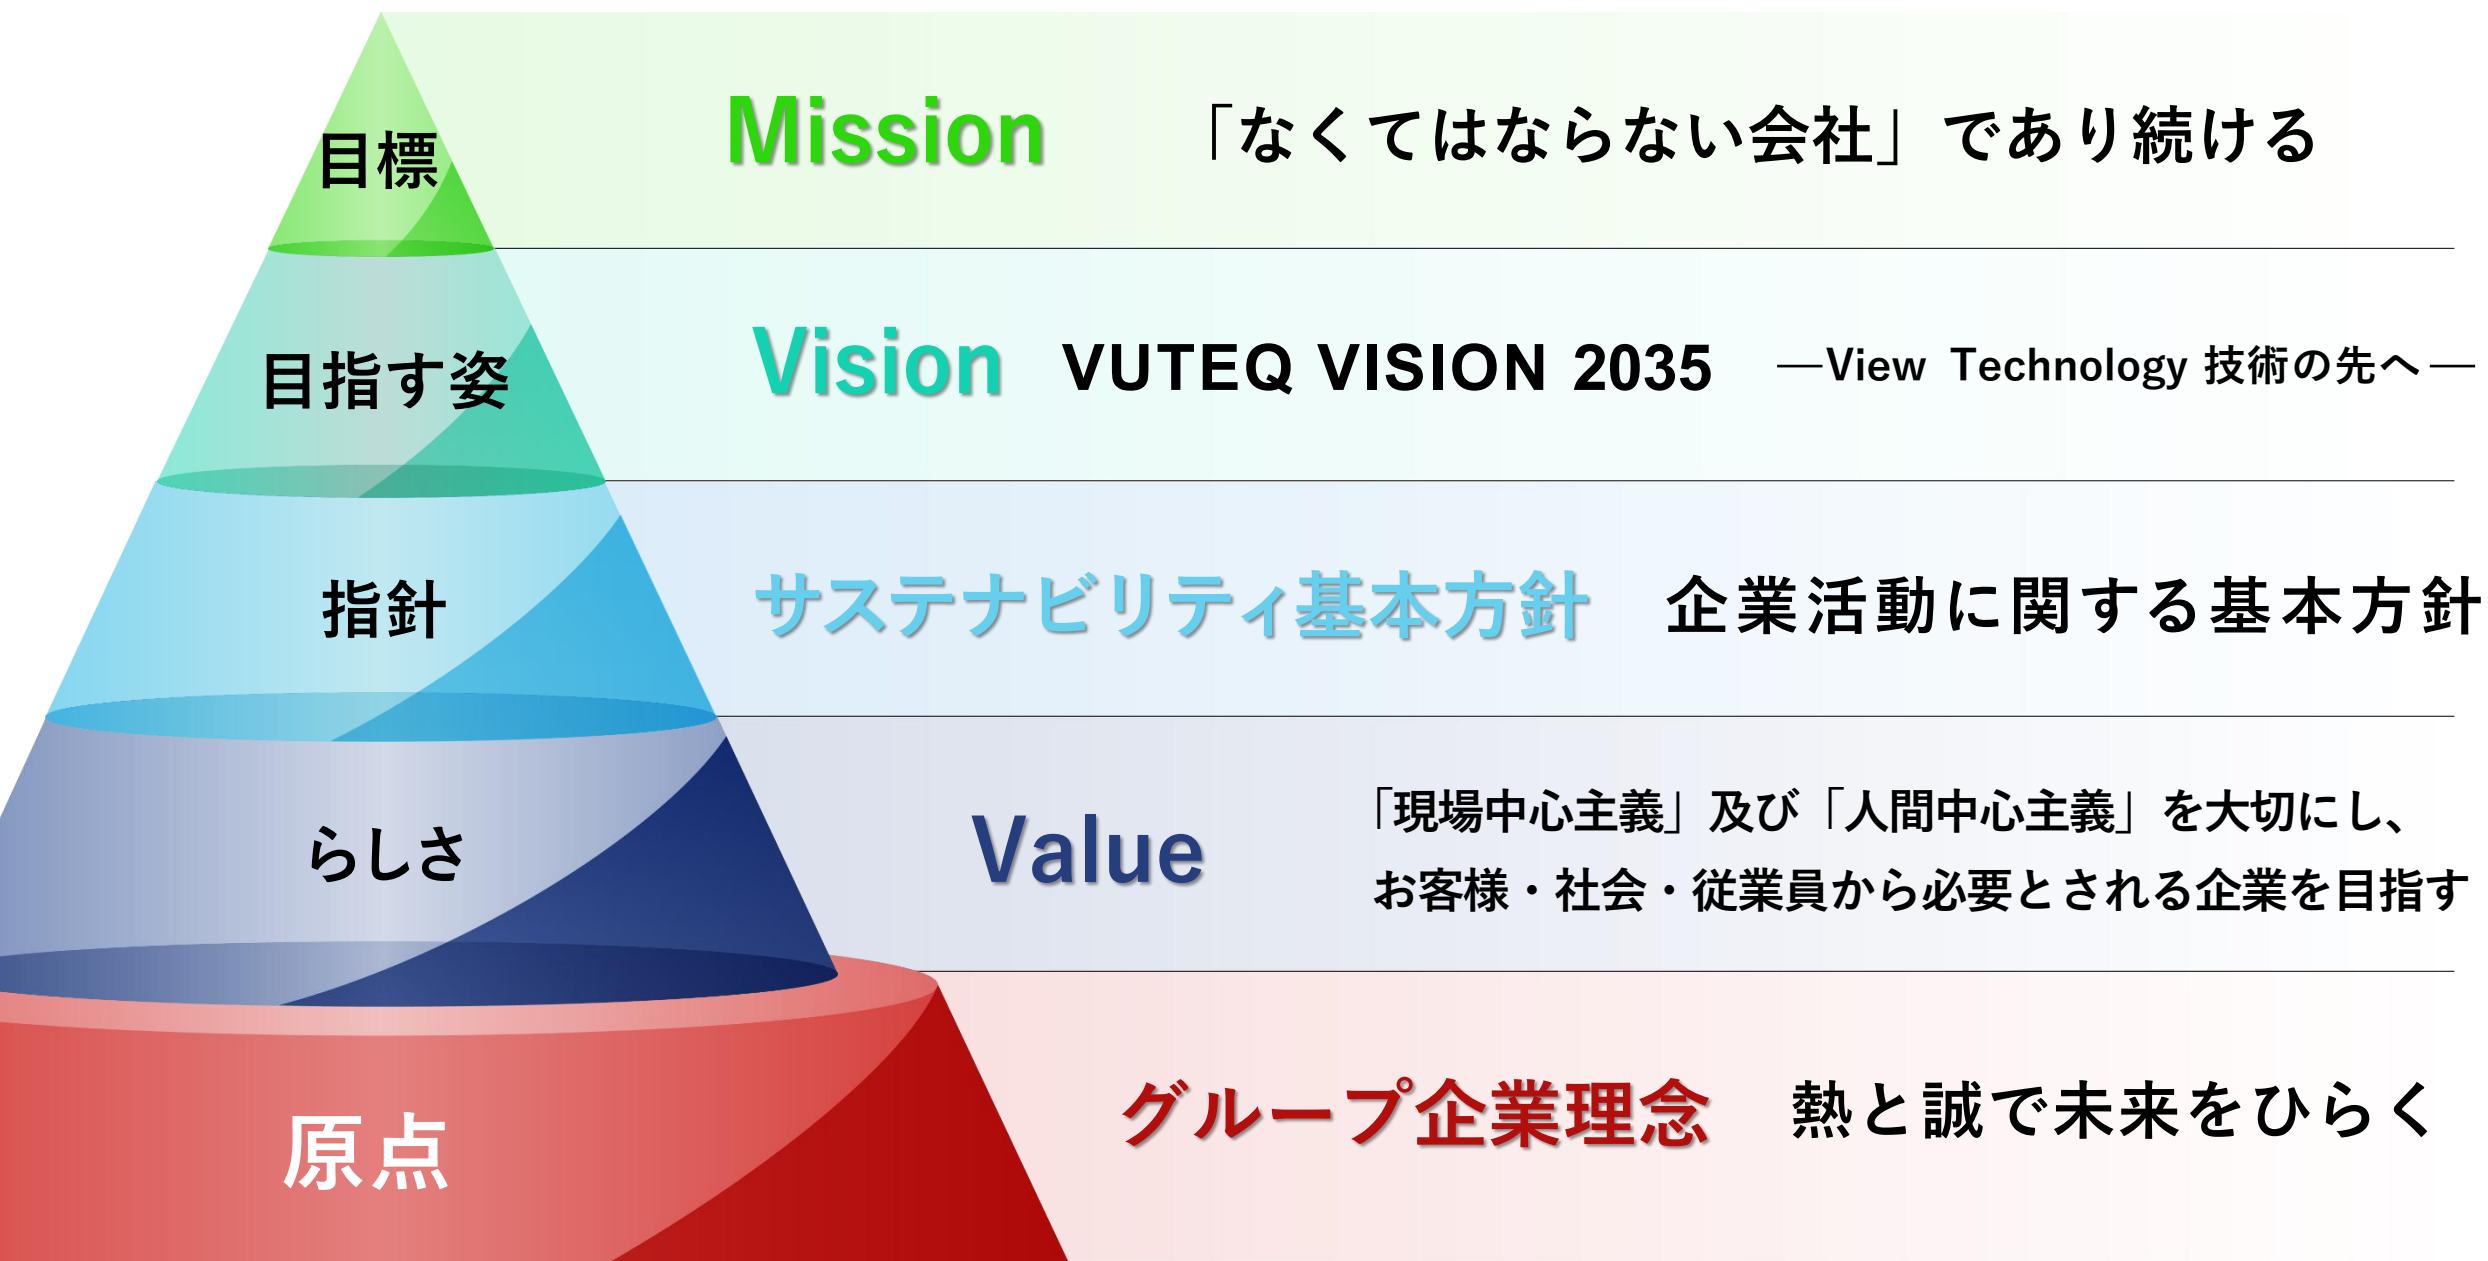 目標
Mission 「なくてはならない会社」であり続ける
目指す姿
Vision VUTEQ VISION 2035 ―View Technology 技術の先へ―
指針
サステナビリティ基本方針 企業活動に関する基本方針
らしさ
Value
「現場中心主義」及び「人間中心主義」を大切にし、
お客様・社会・従業員から必要とされる企業を目指す
原点
グループ企業理念 熱と誠で未来をひらく